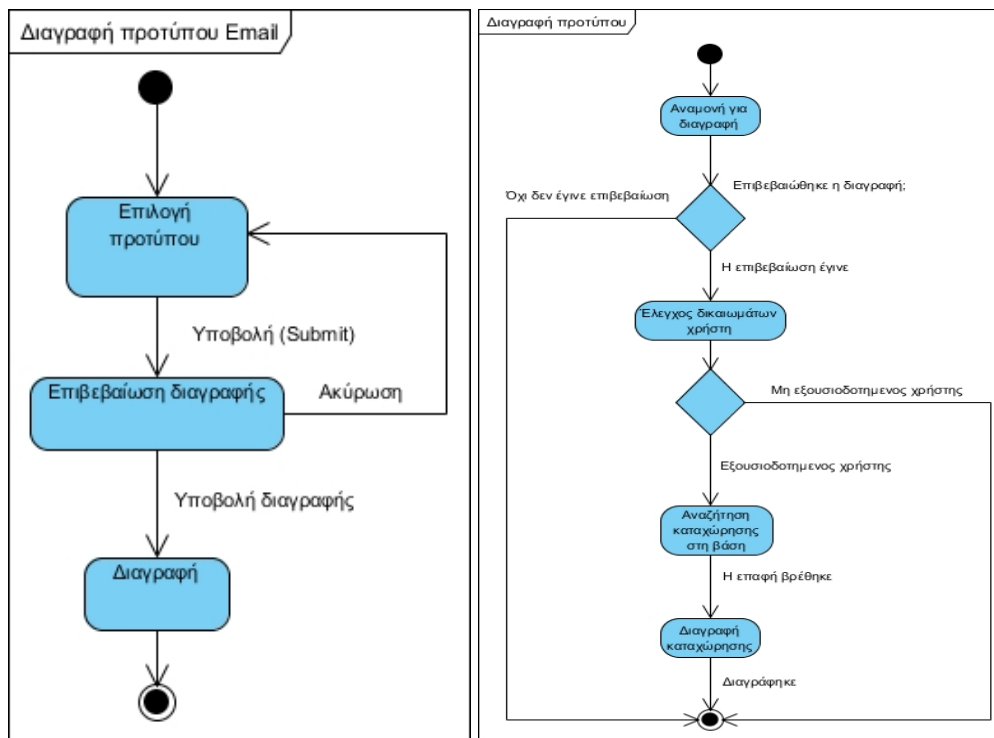 Διαγραφή προτύπου Email
Επιλογή
προτύπου
Υποβολή (Submit)
Επιβεβαίωση διαγραφής
Ακύρωση
Υποβολή διαγραφής
Διαγραφή
Διαγραφή προτύπου
Αναμονή για
διαγραφή
Όχι δεν έγινε επιβεβαίωση
Επιβεβαιώθηκε η διαγραφή;
Η επιβεβαίωση έγινε
Έλεγχος δικαιωμάτων
χρήστη
Μη εξουσιοδοτημενος χρήστης
Εξουσιοδοτημενος χρήστης
Αναζήτηση
καταχώρησης
στη βάση
Η επαφή βρέθηκε
Διαγραφή
καταχώρησης
Διαγράφηκε